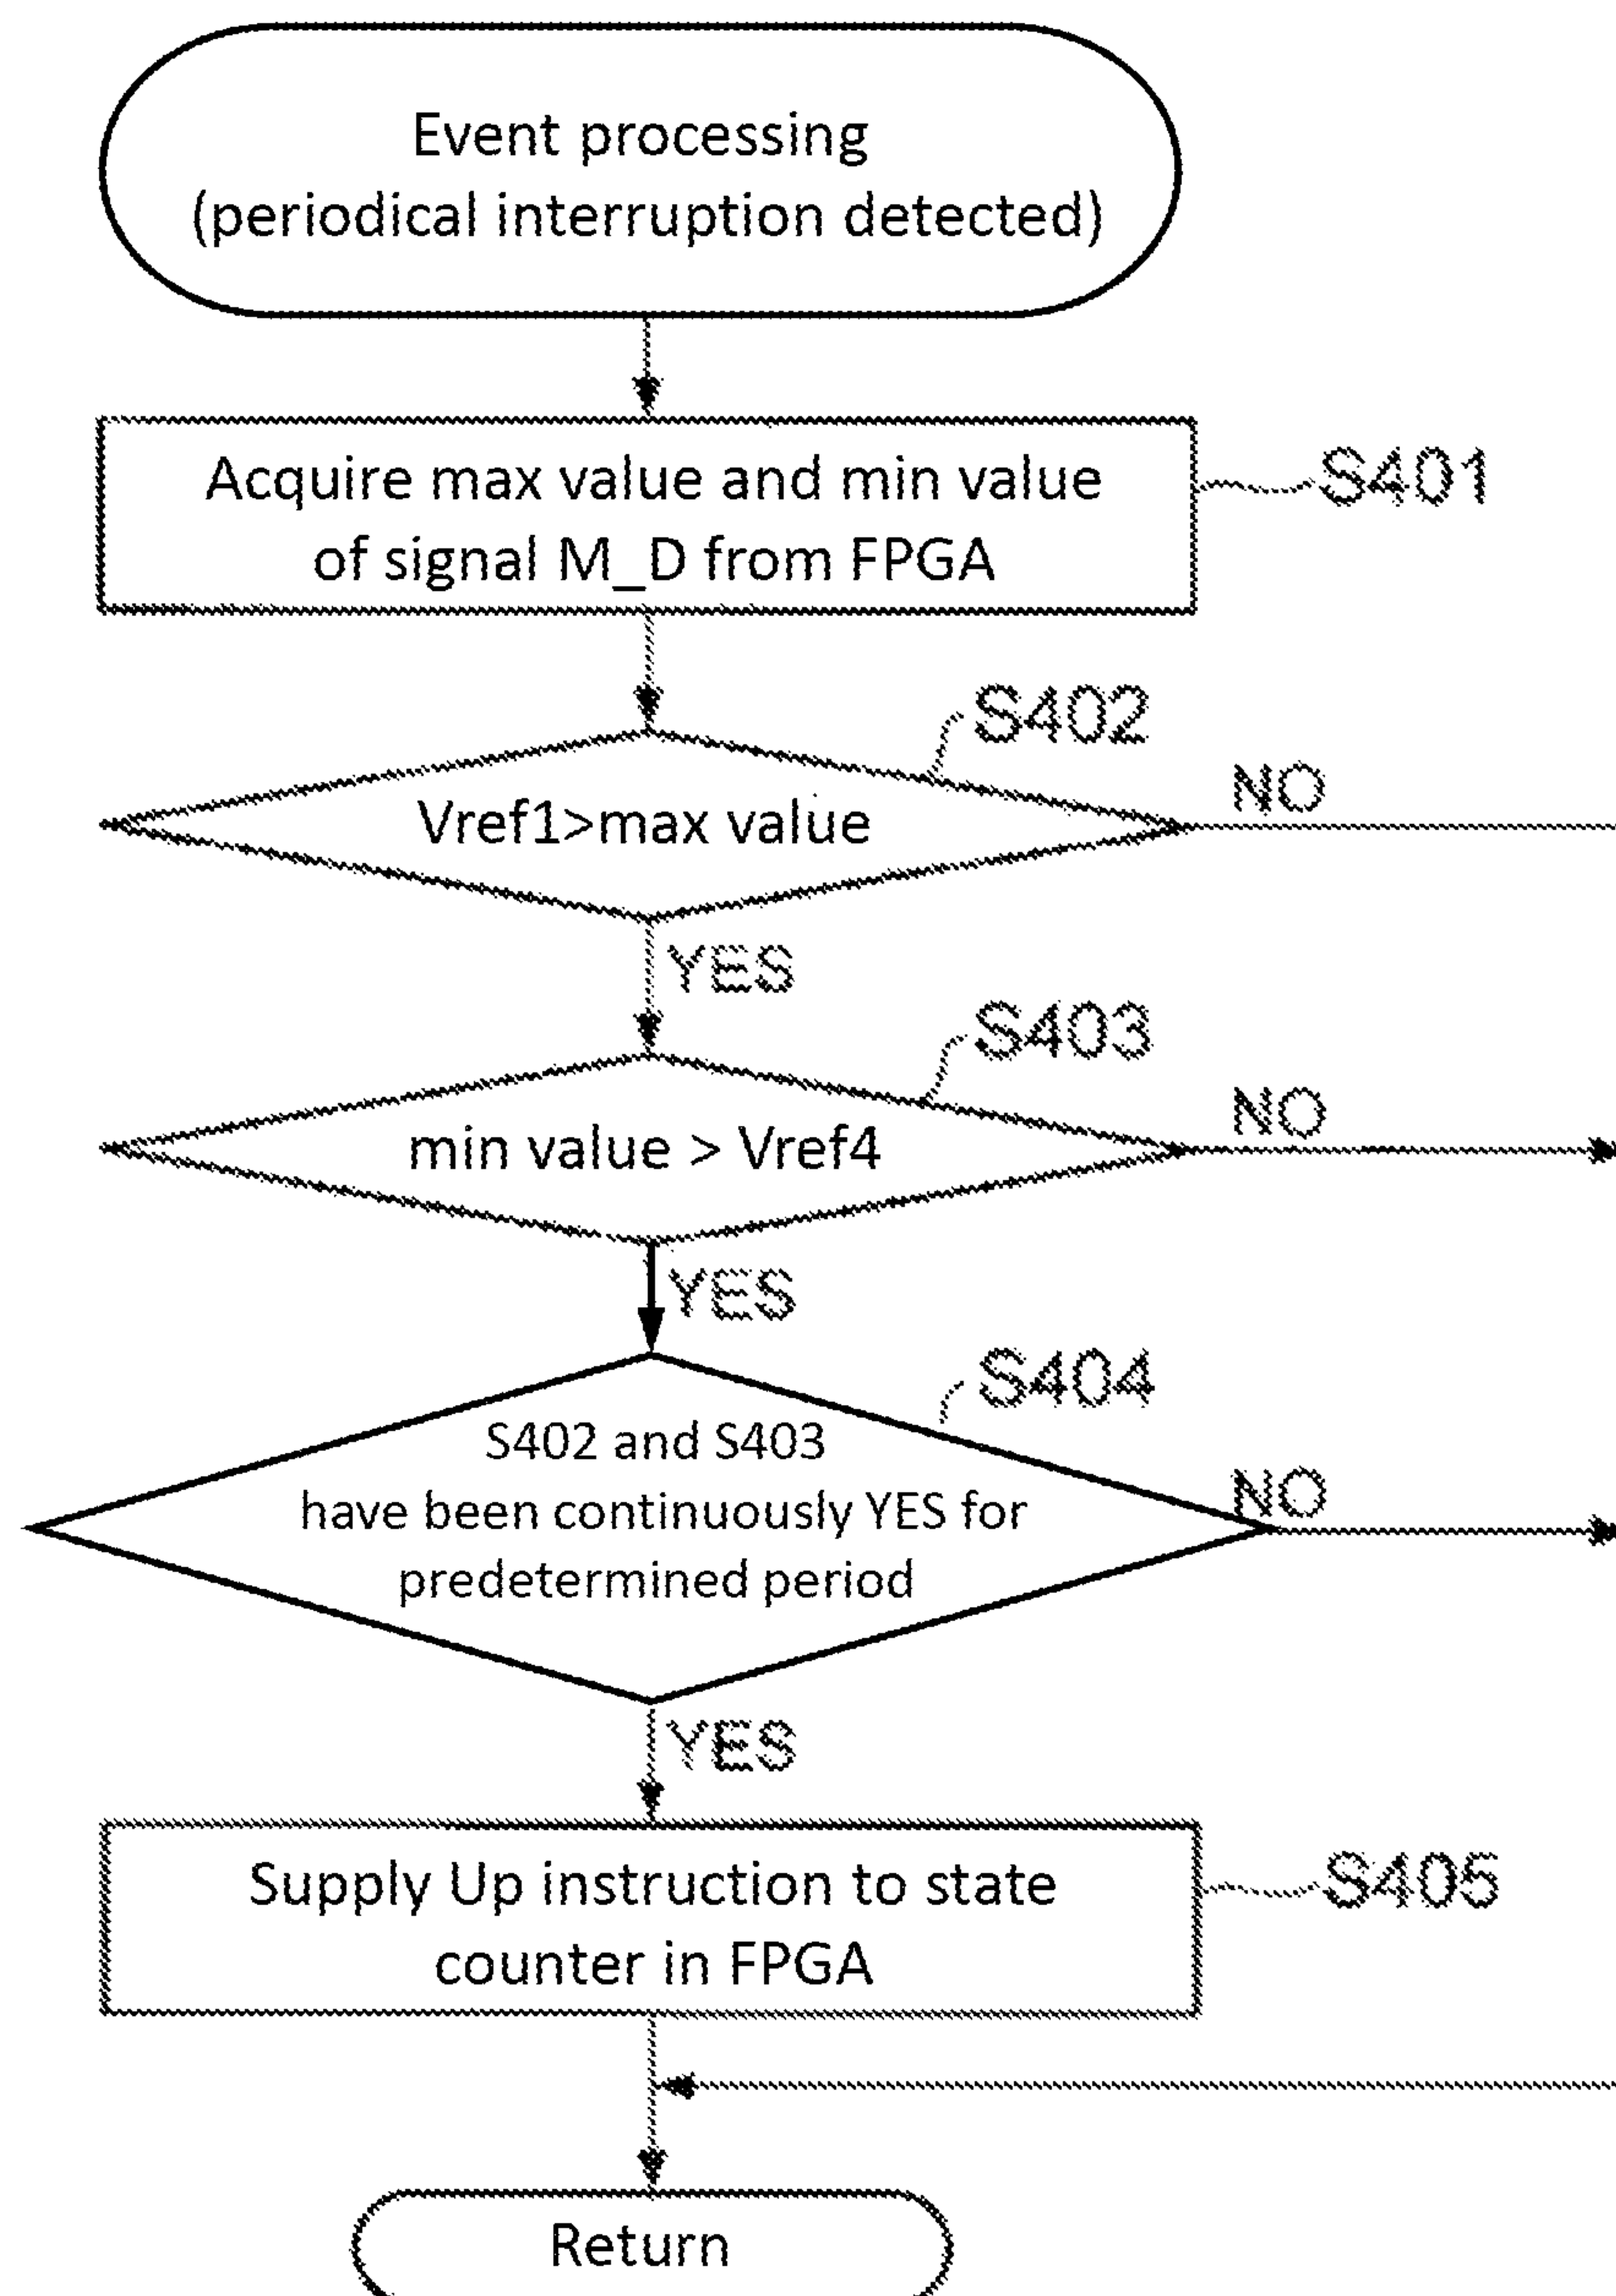 Event processing
(periodical interruption detected)
Acquire max value and min value
of signal M_D from FPGA
S401
S402
Vref1>max value
NO
YES
S403
min value > Vref4
NO
YES
S404
S402 and S403
have been continuously YES for
predetermined period
NO
YES
Supply Up instruction to state
counter in FPGA
S405
Return